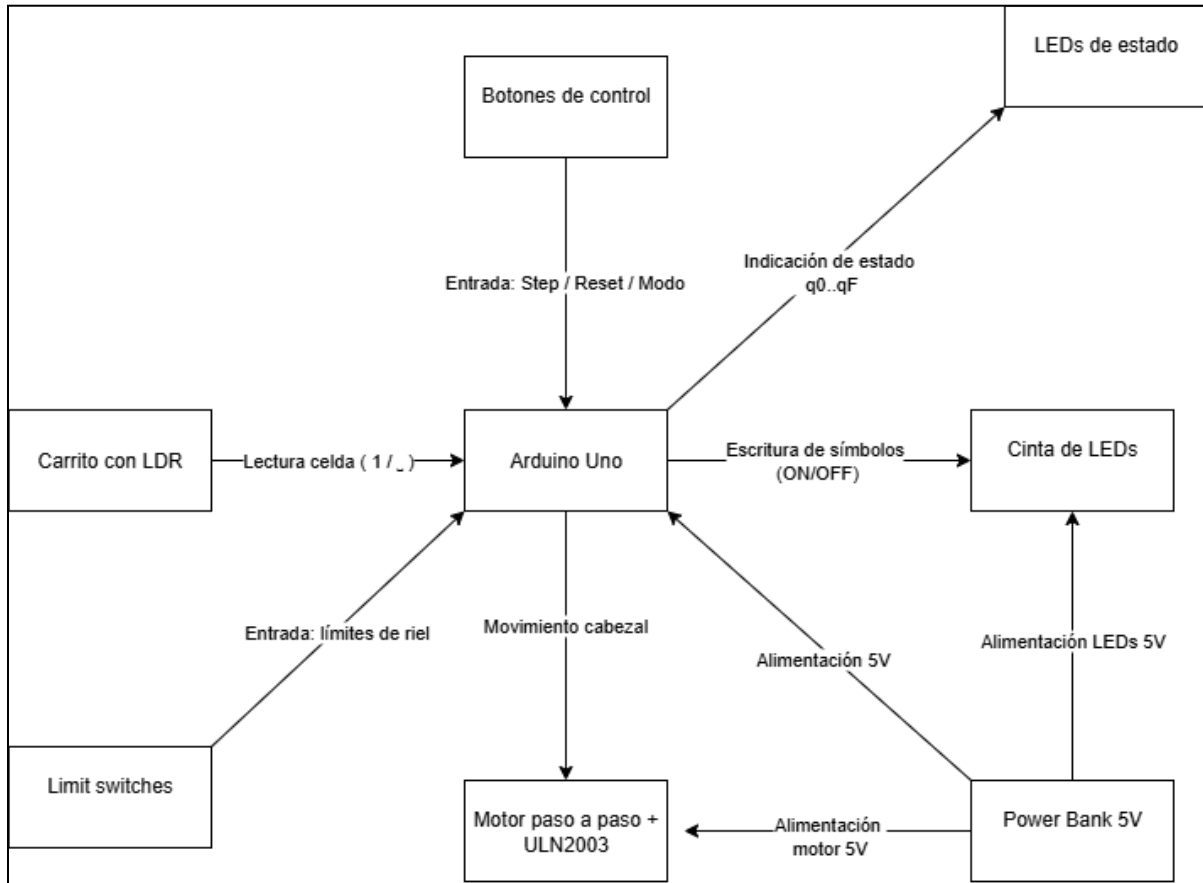 LEDs de estado
Botones de control
Indicación de estado
q0..qF
Entrada: Step / Reset / Modo
Carrito con LDR
Lectura celda ( 1 / ˽ )
Arduino Uno
Escritura de símbolos
(ON/OFF)
Cinta de LEDs
Entrada: límites de riel
Movimiento cabezal
Alimentación 5V
Alimentación LEDs 5V
Limit switches
Motor paso a paso +
ULN2003
Alimentación
motor 5V
Power Bank 5V